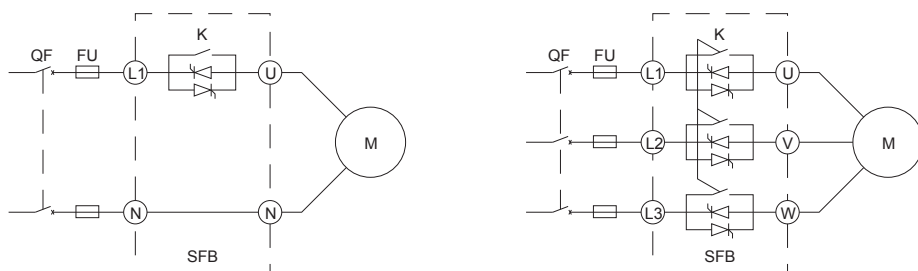 K
QF FU
L1 U
M
N N
SFB
K
QF FU
L1 U
L2 V M
L3 W
SFB